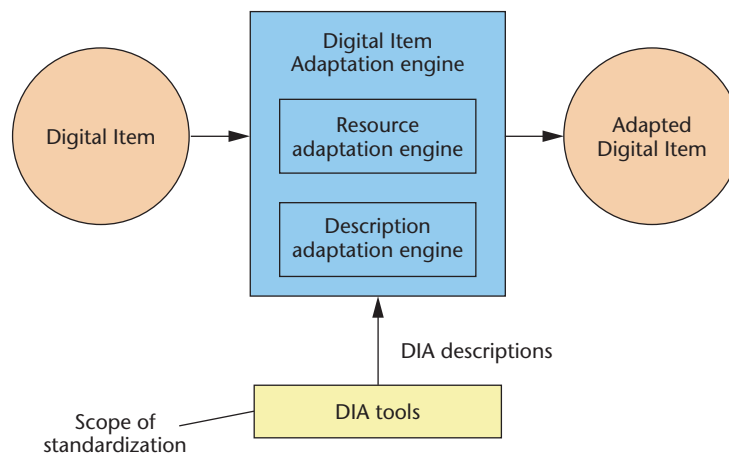 Digital Item
Adaptation engine
Digital Item
Resource
adaptation engine
Adapted
Digital Item
Description
adaptation engine
DIA descriptions
Scope of
standardization
DIA tools